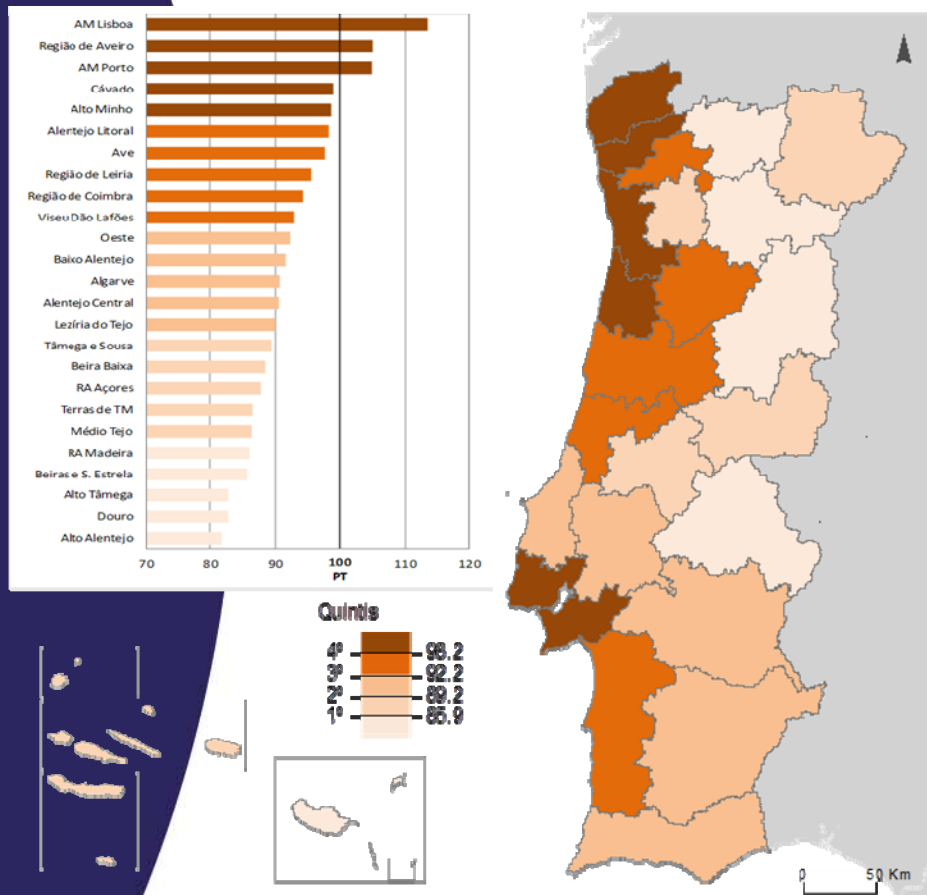 AM Lisboa
Região de Aveiro
AM Porto
Cávado
Alto Minho
Alentejo Litoral
Ave
Região de Leiria
Região de Coimbra
Viseu Dão Lafões
Oeste
Baixo Alentejo
Algarve
Alentejo Central
Lezíria do Tejo
Tâmega e Sousa
Beira Baixa
RA Açores
Terras de TM
Médio Tejo
RA Madeira
Beiras e S. Estrela
Alto Tâmega
Douro
Alto Alentejo
70 80 90 100 110 120
PT
Quintis
4º 98.2
3º 92.2
2º 89.2
1º 85.9
0 50 Km